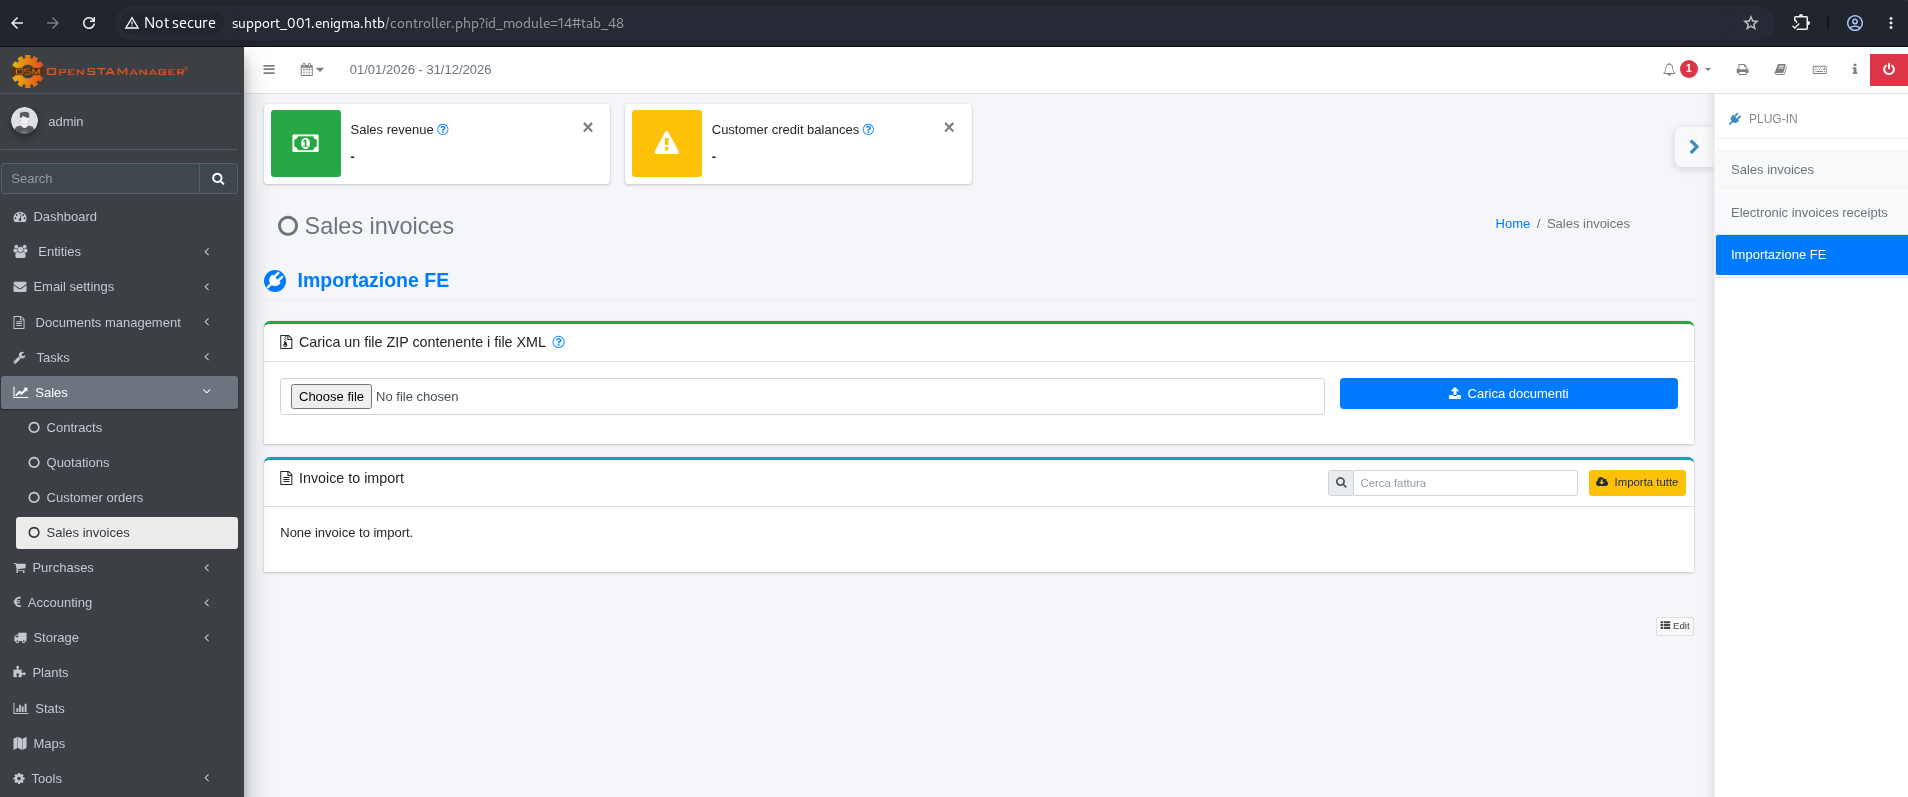 Not secure support_001.enigma.htb/controller.php?id_module=14#tab_48
OSM OPENSTAMANAGER
01/01/2026 - 31/12/2026
1
admin
Search
Dashboard
Entities
Email settings
Documents management
Tasks
Sales
Contracts
Quotations
Customer orders
Sales invoices
Purchases
Accounting
Storage
Plants
Stats
Maps
Tools
Sales revenue
-
Customer credit balances
-
Sales invoices
Home / Sales invoices
Importazione FE
Carica un file ZIP contenente i file XML
Choose file No file chosen
Carica documenti
Invoice to import
Cerca fattura
Importa tutte
None invoice to import.
Edit
PLUG-IN
Sales invoices
Electronic invoices receipts
Importazione FE